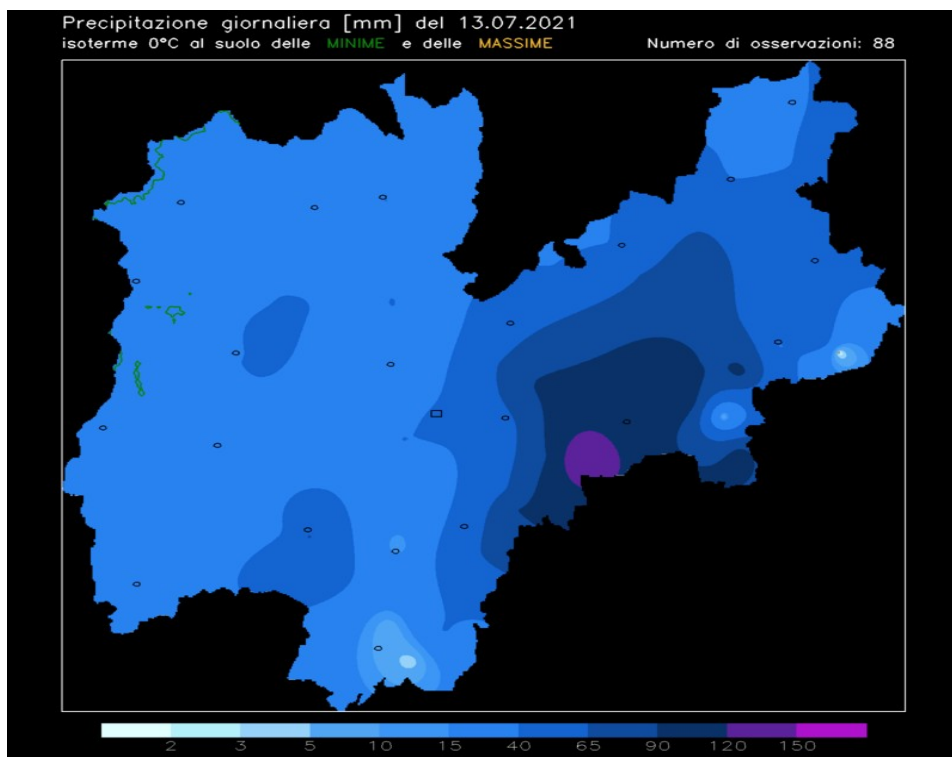 Precipitazione giornaliera [mm] del 13.07.2021
isoterme 0°C al suolo delle MINIME e delle MASSIME Numero di osservazioni: 88
2 3 5 10 15 40 65 90 120 150